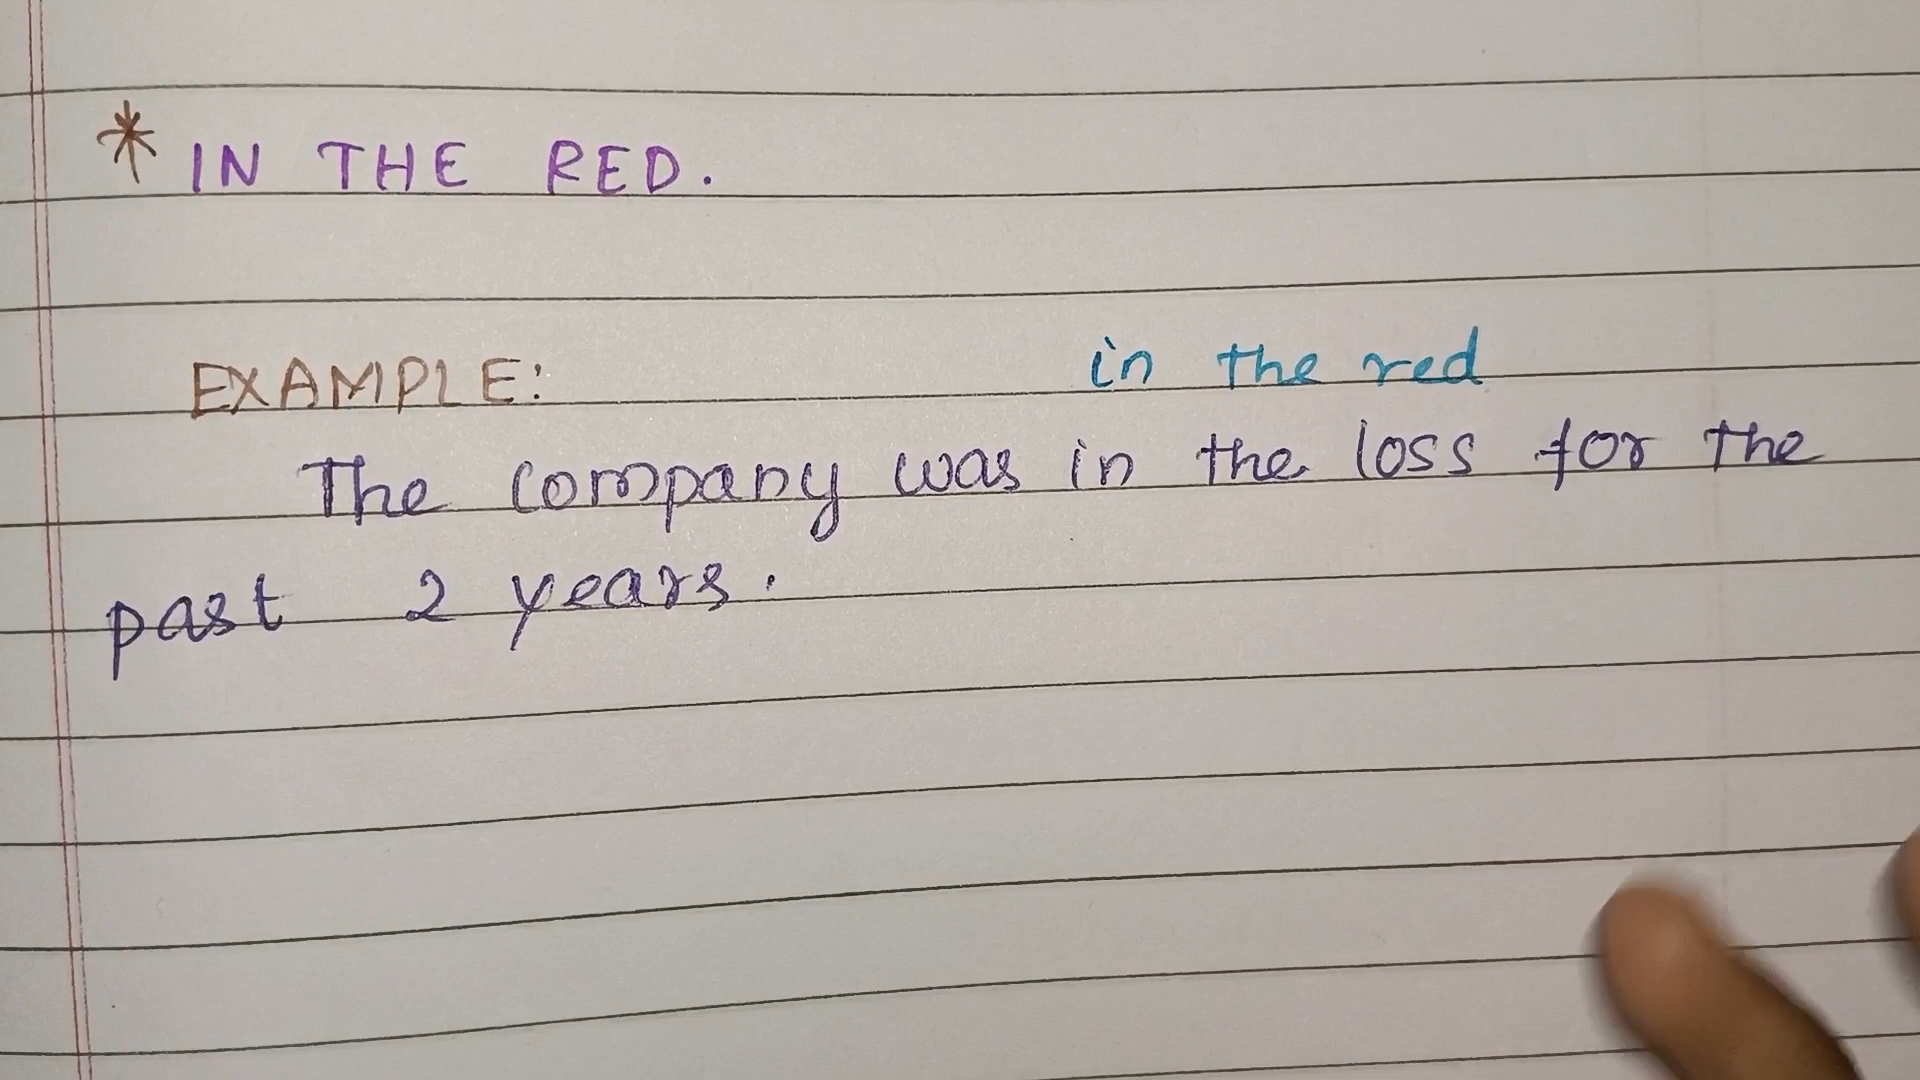 * IN THE RED.
EXAMPLE:
in the red
The company was in the loss for the
past 2 years.